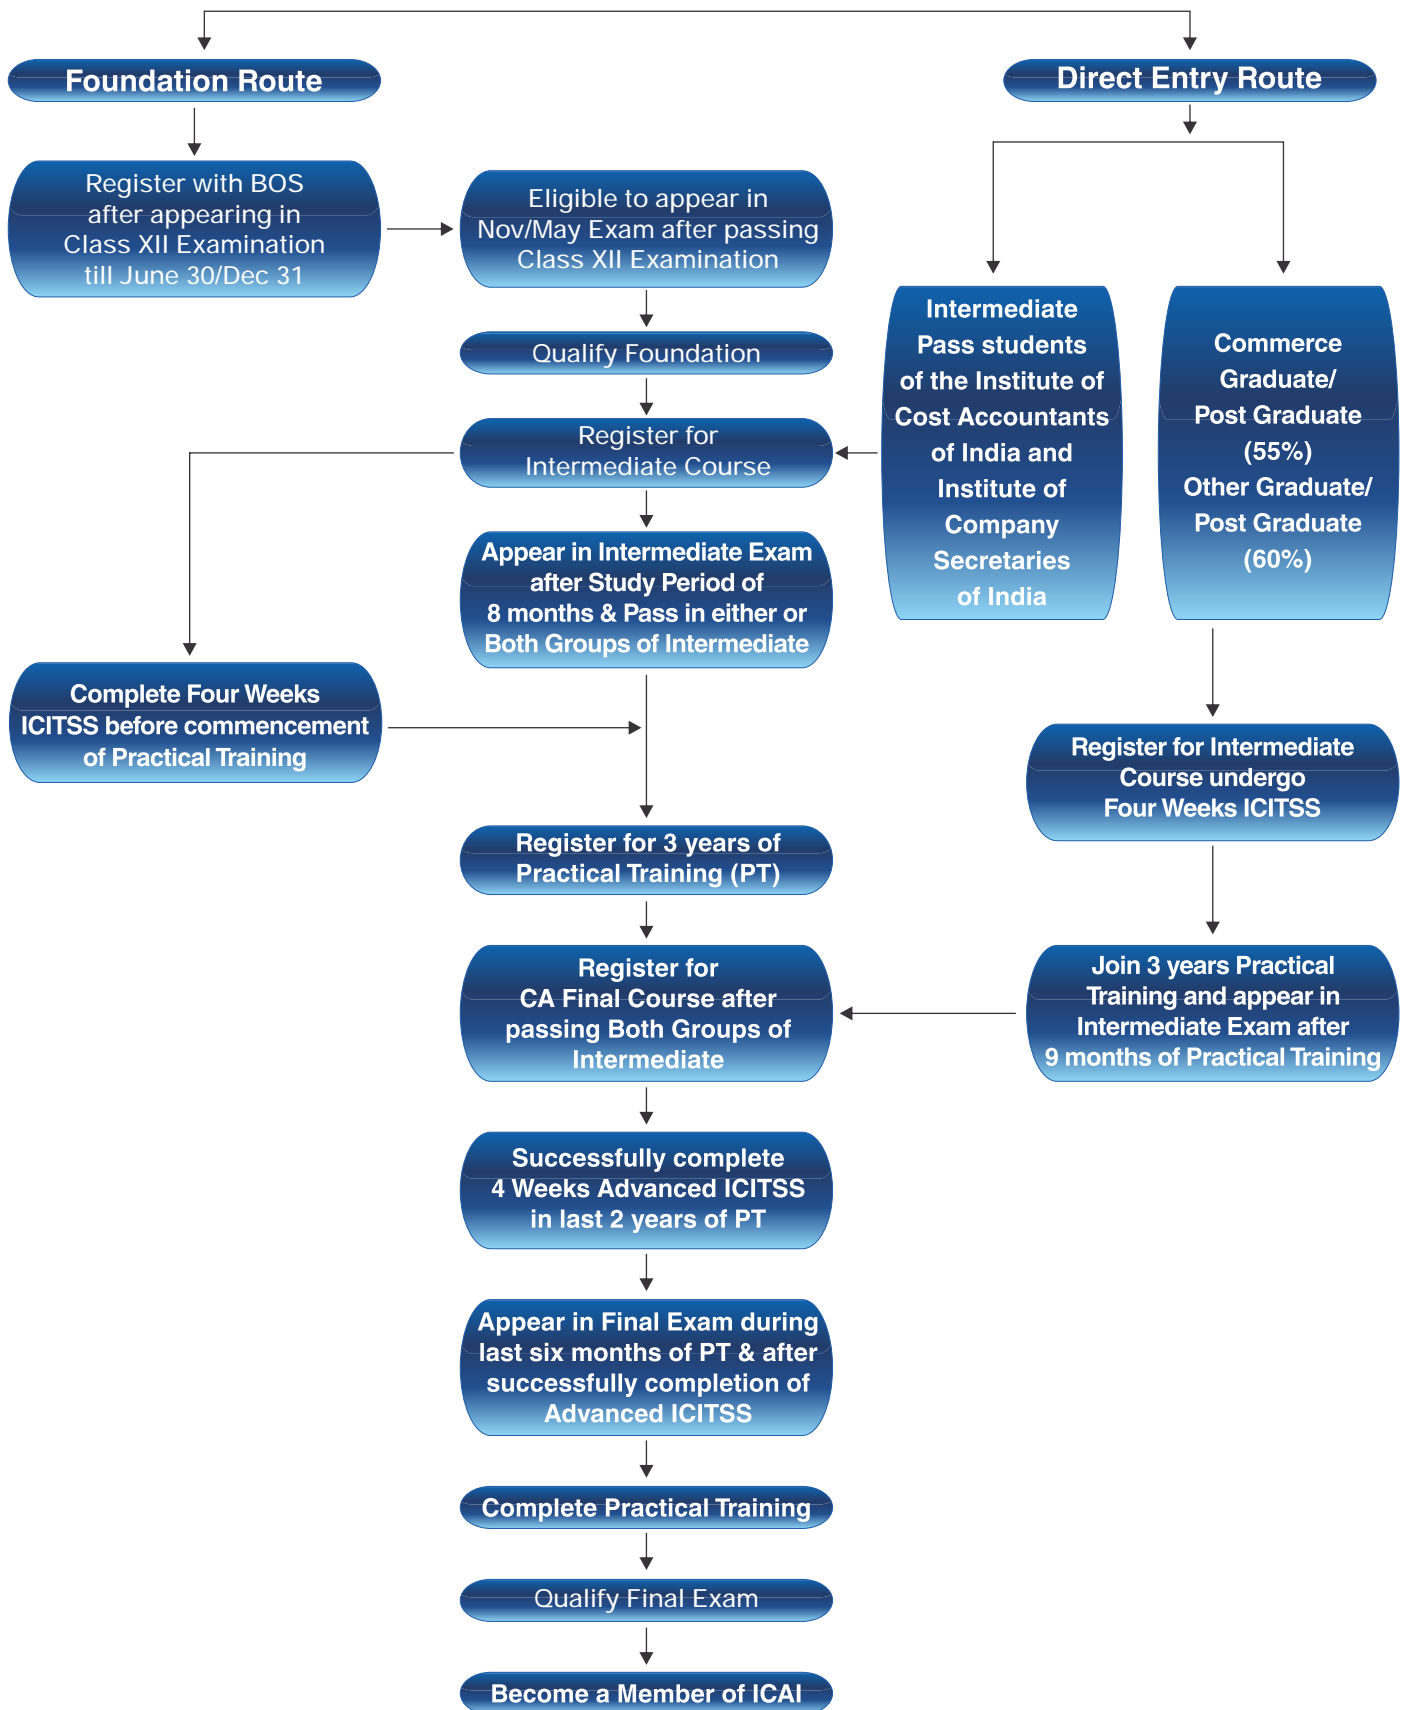 Foundation Route
Direct Entry Route
Register with BOS
after appearing in
Class XII Examination
till June 30/Dec 31
Eligible to appear in
Nov/May Exam after passing
Class XII Examination
Qualify Foundation
Register for
Intermediate Course
Intermediate
Pass students
of the Institute of
Cost Accountants
of India and
Institute of
Company
Secretaries
of India
Commerce
Graduate/
Post Graduate
(55%)
Other Graduate/
Post Graduate
(60%)
Appear in Intermediate Exam
after Study Period of
8 months & Pass in either or
Both Groups of Intermediate
Complete Four Weeks
ICITSS before commencement
of Practical Training
Register for Intermediate
Course undergo
Four Weeks ICITSS
Register for 3 years of
Practical Training (PT)
Register for
CA Final Course after
passing Both Groups of
Intermediate
Join 3 years Practical
Training and appear in
Intermediate Exam after
9 months of Practical Training
Successfully complete
4 Weeks Advanced ICITSS
in last 2 years of PT
Appear in Final Exam during
last six months of PT & after
successfully completion of
Advanced ICITSS
Complete Practical Training
Qualify Final Exam
Become a Member of ICAI